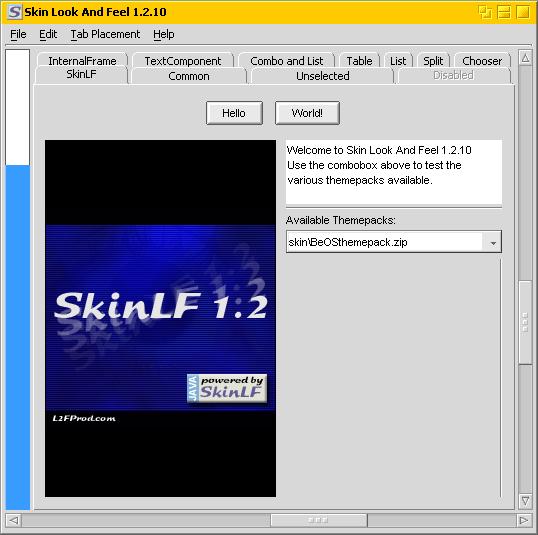 Skin Look And Feel 1.2.10
File Edit Tab Placement Help
InternalFrame TextComponent Combo and List Table List Split Chooser
SkinLF Common Unselected Disabled
Hello World!
Welcome to Skin Look And Feel 1.2.10
Use the combobox above to test the
various themepacks available.
Available Themepacks:
skin\BeOSthemepack.zip
SkinLF 1:2
JAVA powered by
SkinLF
L2FProd.com